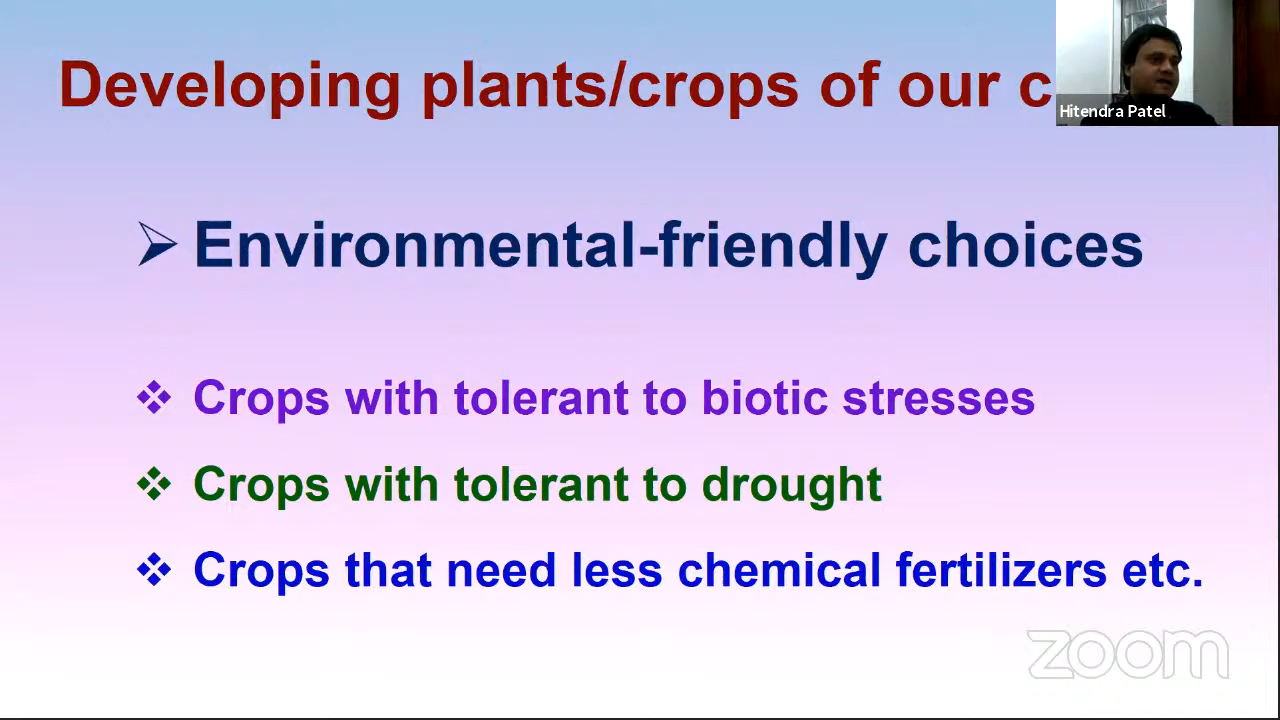 Developing plants/crops of our c
Hitendra Patel
Environmental-friendly choices
Crops with tolerant to biotic stresses
Crops with tolerant to drought
Crops that need less chemical fertilizers etc.
zoom